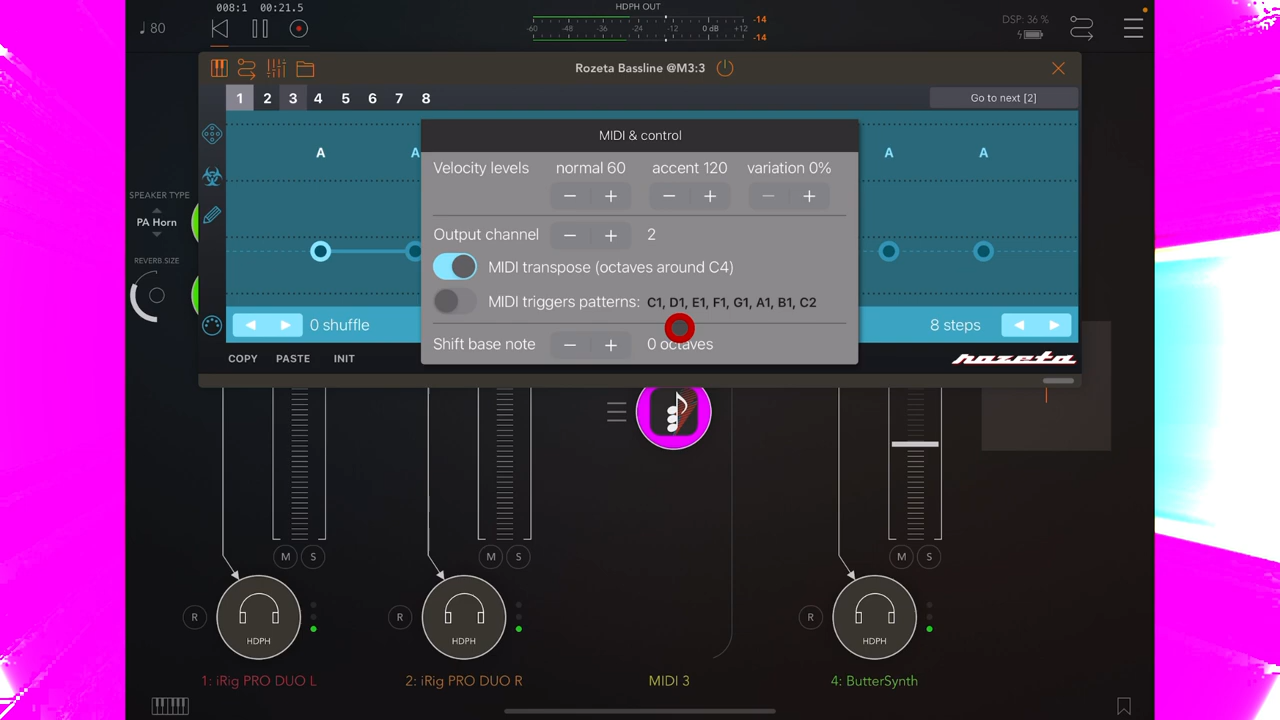 008:1 00:21.5
HDPH OUT
♩ 80
-60 -48 -36 -24 -12 0 dB +12
-14
-14
DSP: 36 %
Rozeta Bassline @M3:3
1 2 3 4 5 6 7 8
Go to next [2]
MIDI & control
A A A A
Velocity levels normal 60 accent 120 variation 0%
− + − + − +
SPEAKER TYPE
PA Horn
Output channel − + 2
REVERB.SIZE
MIDI transpose (octaves around C4)
MIDI triggers patterns: C1, D1, E1, F1, G1, A1, B1, C2
0 shuffle
8 steps
Shift base note − + 0 octaves
COPY PASTE INIT
rozeta
M S M S M S
R HDPH R HDPH R HDPH
1: iRig PRO DUO L 2: iRig PRO DUO R MIDI 3 4: ButterSynth